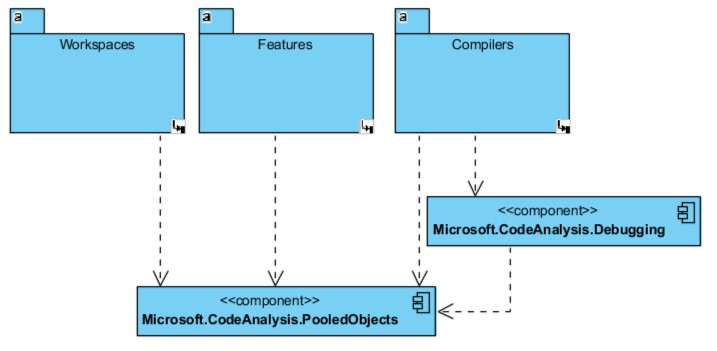 a
a
a
Workspaces
Features
Compilers
<<component>>
Microsoft.CodeAnalysis.Debugging
<<component>>
Microsoft.CodeAnalysis.PooledObjects